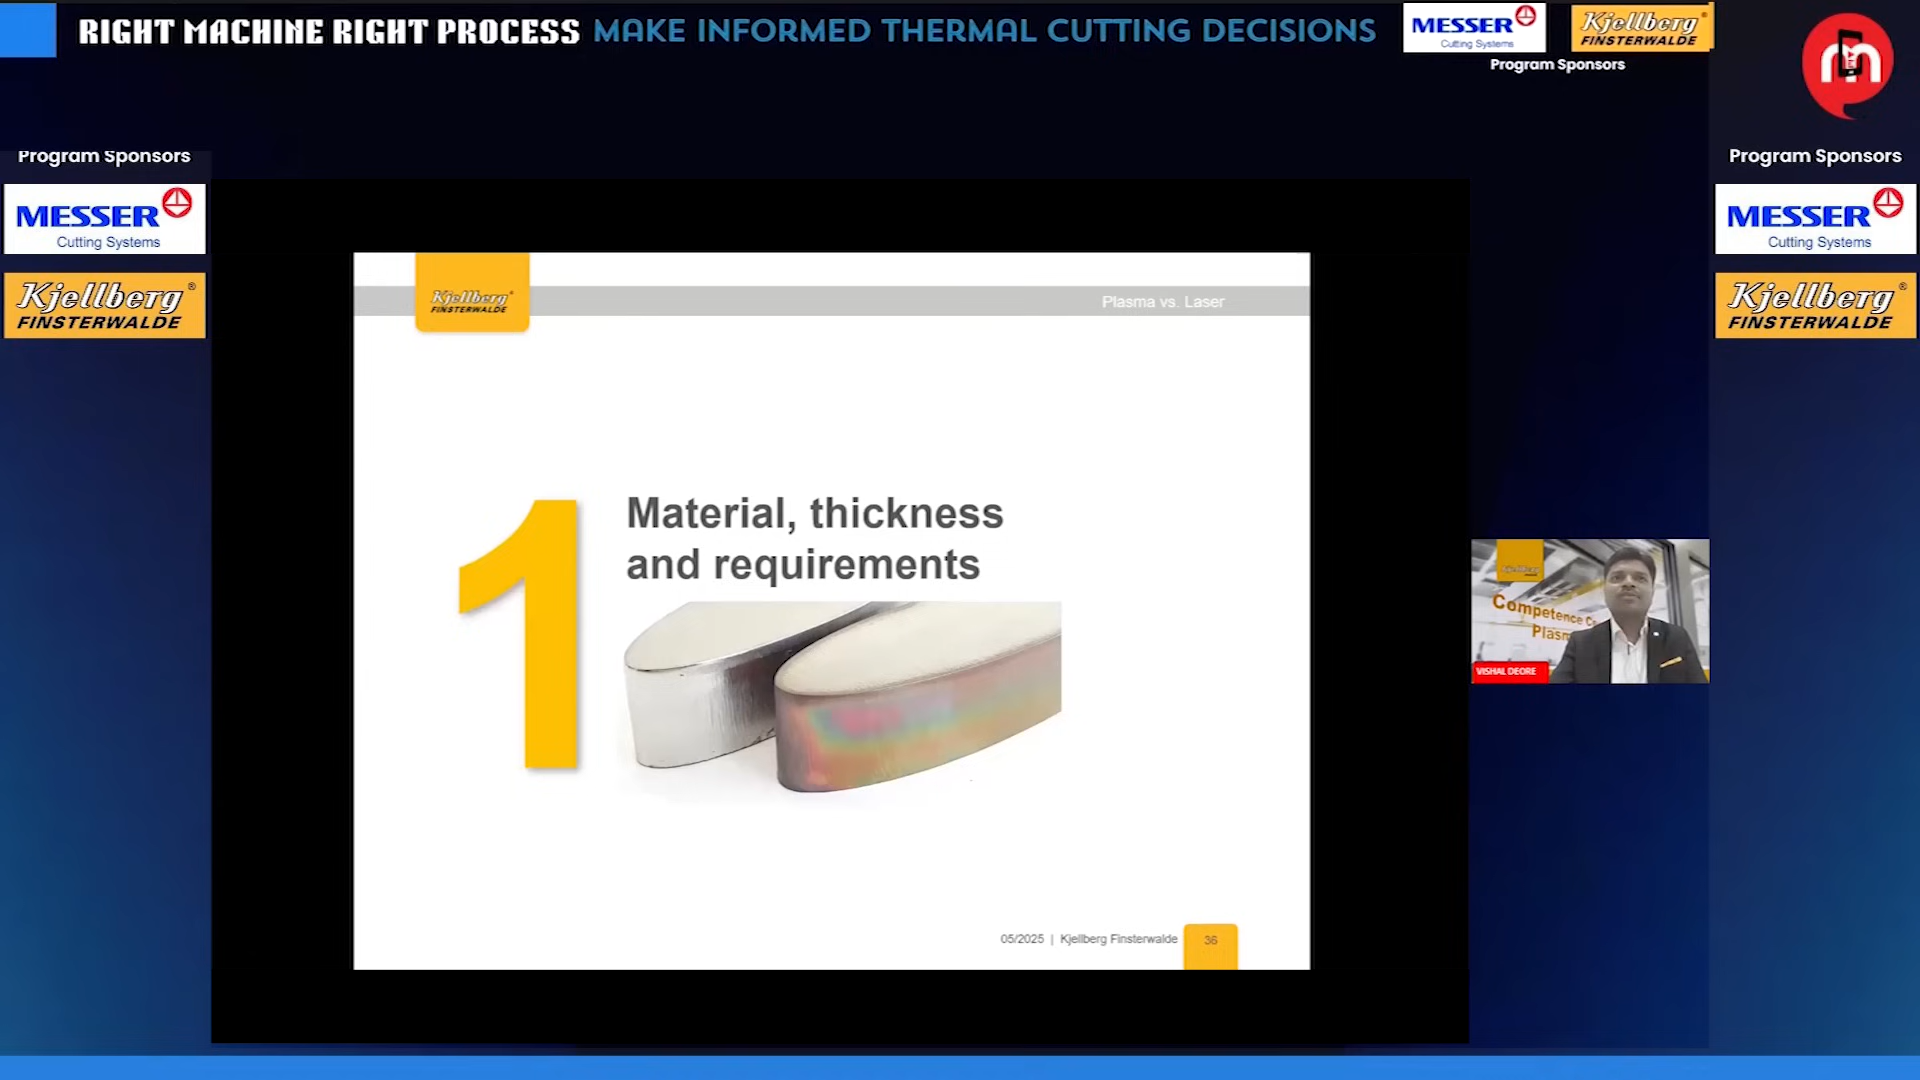 RIGHT MACHINE RIGHT PROCESS MAKE INFORMED THERMAL CUTTING DECISIONS
MESSER
Cutting Systems
Kjellberg®
FINSTERWALDE
Program Sponsors
m
Program Sponsors
MESSER
Cutting Systems
Kjellberg®
FINSTERWALDE
Program Sponsors
MESSER
Cutting Systems
Kjellberg®
FINSTERWALDE
Kjellberg®
FINSTERWALDE
Plasma vs. Laser
1
Material, thickness
and requirements
05/2025 | Kjellberg Finsterwalde
36
Kjellberg
Competence
Plasm
VISHAL DEORE